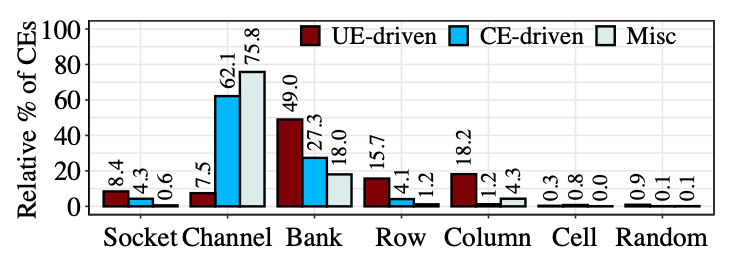 Relative % of CEs
100
80
60
40
20
0
UE-driven CE-driven Misc
8.4 4.3 0.6
7.5 62.1 75.8
49.0 27.3 18.0
15.7 4.1 1.2
18.2 1.2 4.3
0.3 0.8 0.0
0.9 0.1 0.1
Socket Channel Bank Row Column Cell Random